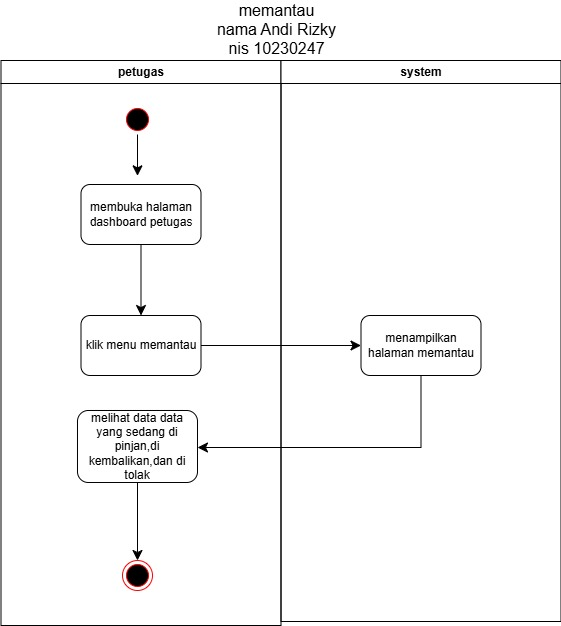 memantau
nama Andi Rizky
nis 10230247
petugas
system
membuka halaman
dashboard petugas
klik menu memantau
menampilkan
halaman memantau
melihat data data
yang sedang di
pinjan,di
kembalikan,dan di
tolak